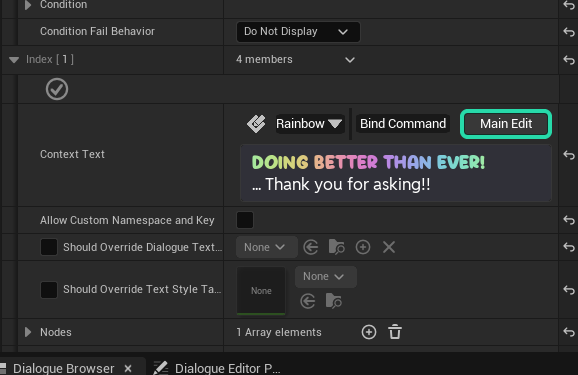 Condition
Condition Fail Behavior
Do Not Display
Index [ 1 ]
4 members
Rainbow
Bind Command
Main Edit
Context Text
DOING BETTER THAN EVER!
... Thank you for asking!!
Allow Custom Namespace and Key
Should Override Dialogue Text...
None
Should Override Text Style Ta...
None
None
Nodes
1 Array elements
Dialogue Browser
Dialogue Editor P...